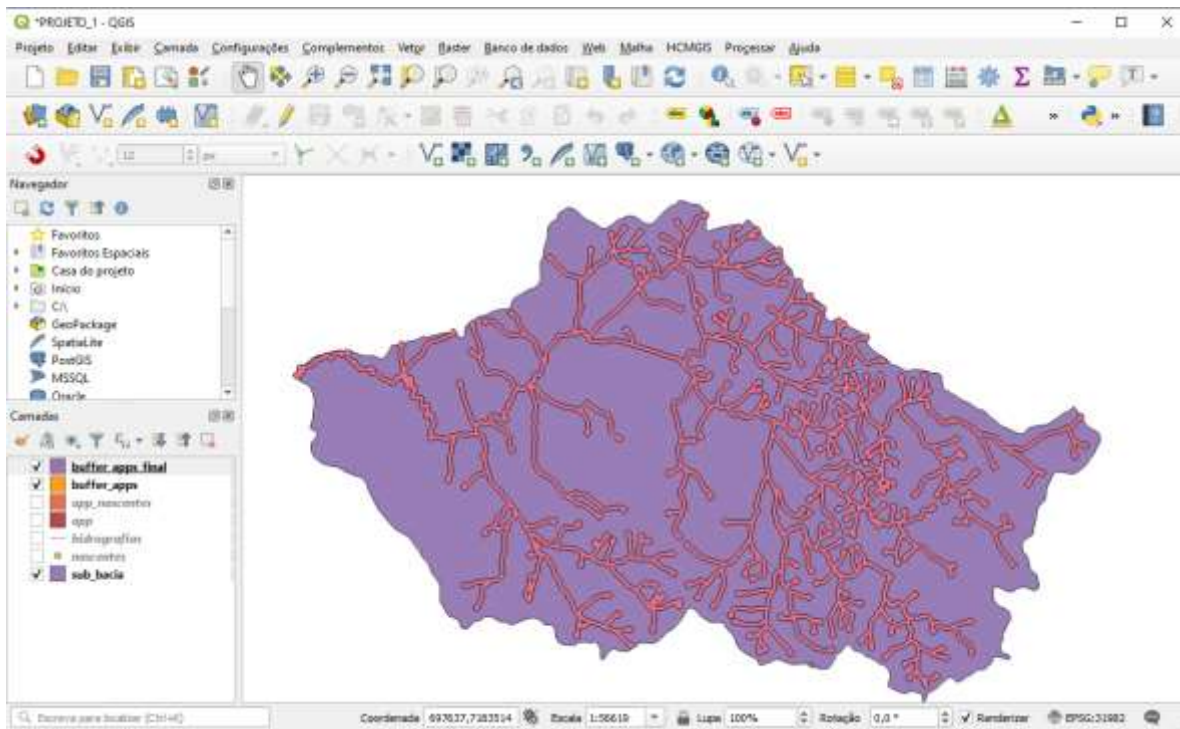 *PROJETO_1 - QGIS
Projeto Editar Exibir Camada Configurações Complementos Vetor Raster Banco de dados Web Malha HCMGIS Processar Ajuda
12 px
Navegador
Favoritos
Favoritos Espaciais
Casa do projeto
Início
C:\
GeoPackage
SpatiaLite
PostGIS
MSSQL
Oracle
Camadas
buffer_apps_final
buffer_apps
app_nascentes
app
hidrografias
nascentes
sub_bacia
Escreva para localizar (Ctrl+K) Coordenada 697637,7183514 Escala 1:56619 Lupa 100% Rotação 0,0 ° Renderizar EPSG:31982